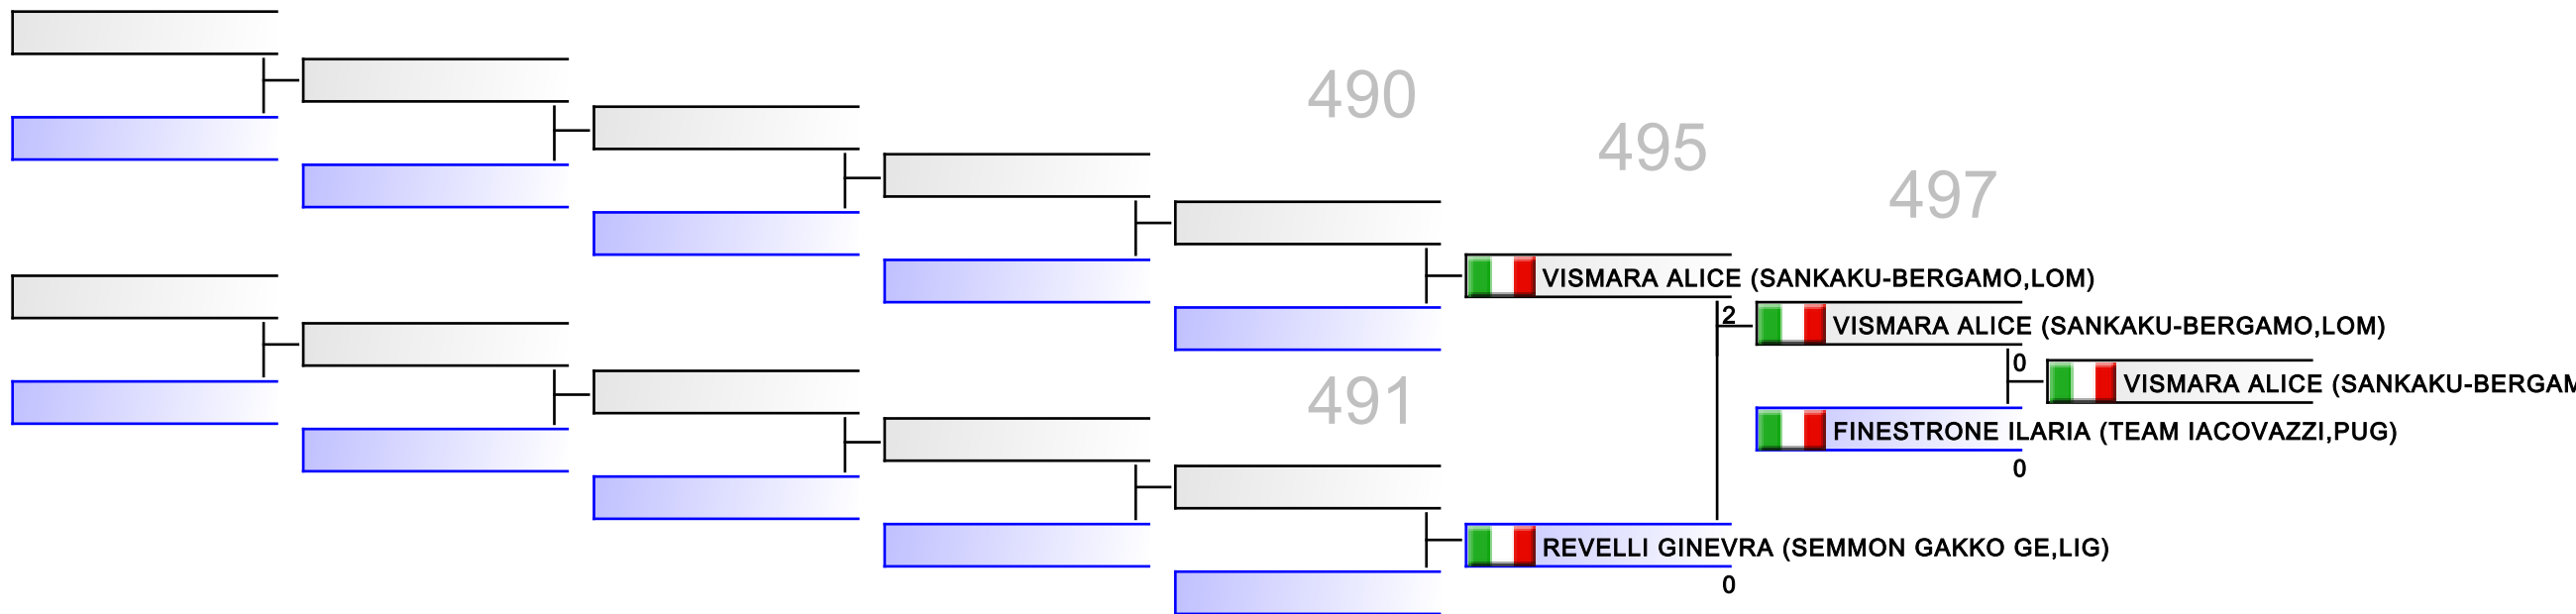 490
495
497
VISMARA ALICE (SANKAKU-BERGAMO,LOM)
2
VISMARA ALICE (SANKAKU-BERGAMO,LOM)
0
VISMARA ALICE (SANKAKU-BERGAM
491
FINESTRONE ILARIA (TEAM IACOVAZZI,PUG)
0
REVELLI GINEVRA (SEMMON GAKKO GE,LIG)
0